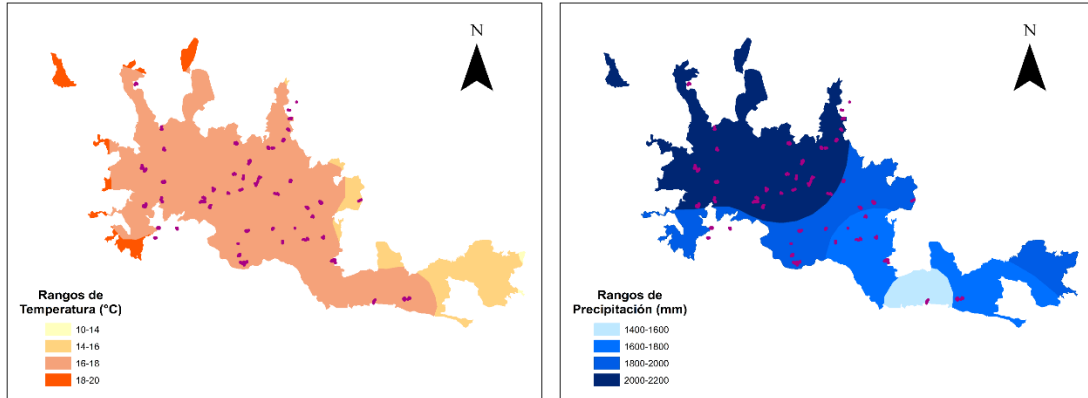 N
Rangos de
Temperatura (°C)
10-14
14-16
16-18
18-20
N
Rangos de
Precipitación (mm)
1400-1600
1600-1800
1800-2000
2000-2200